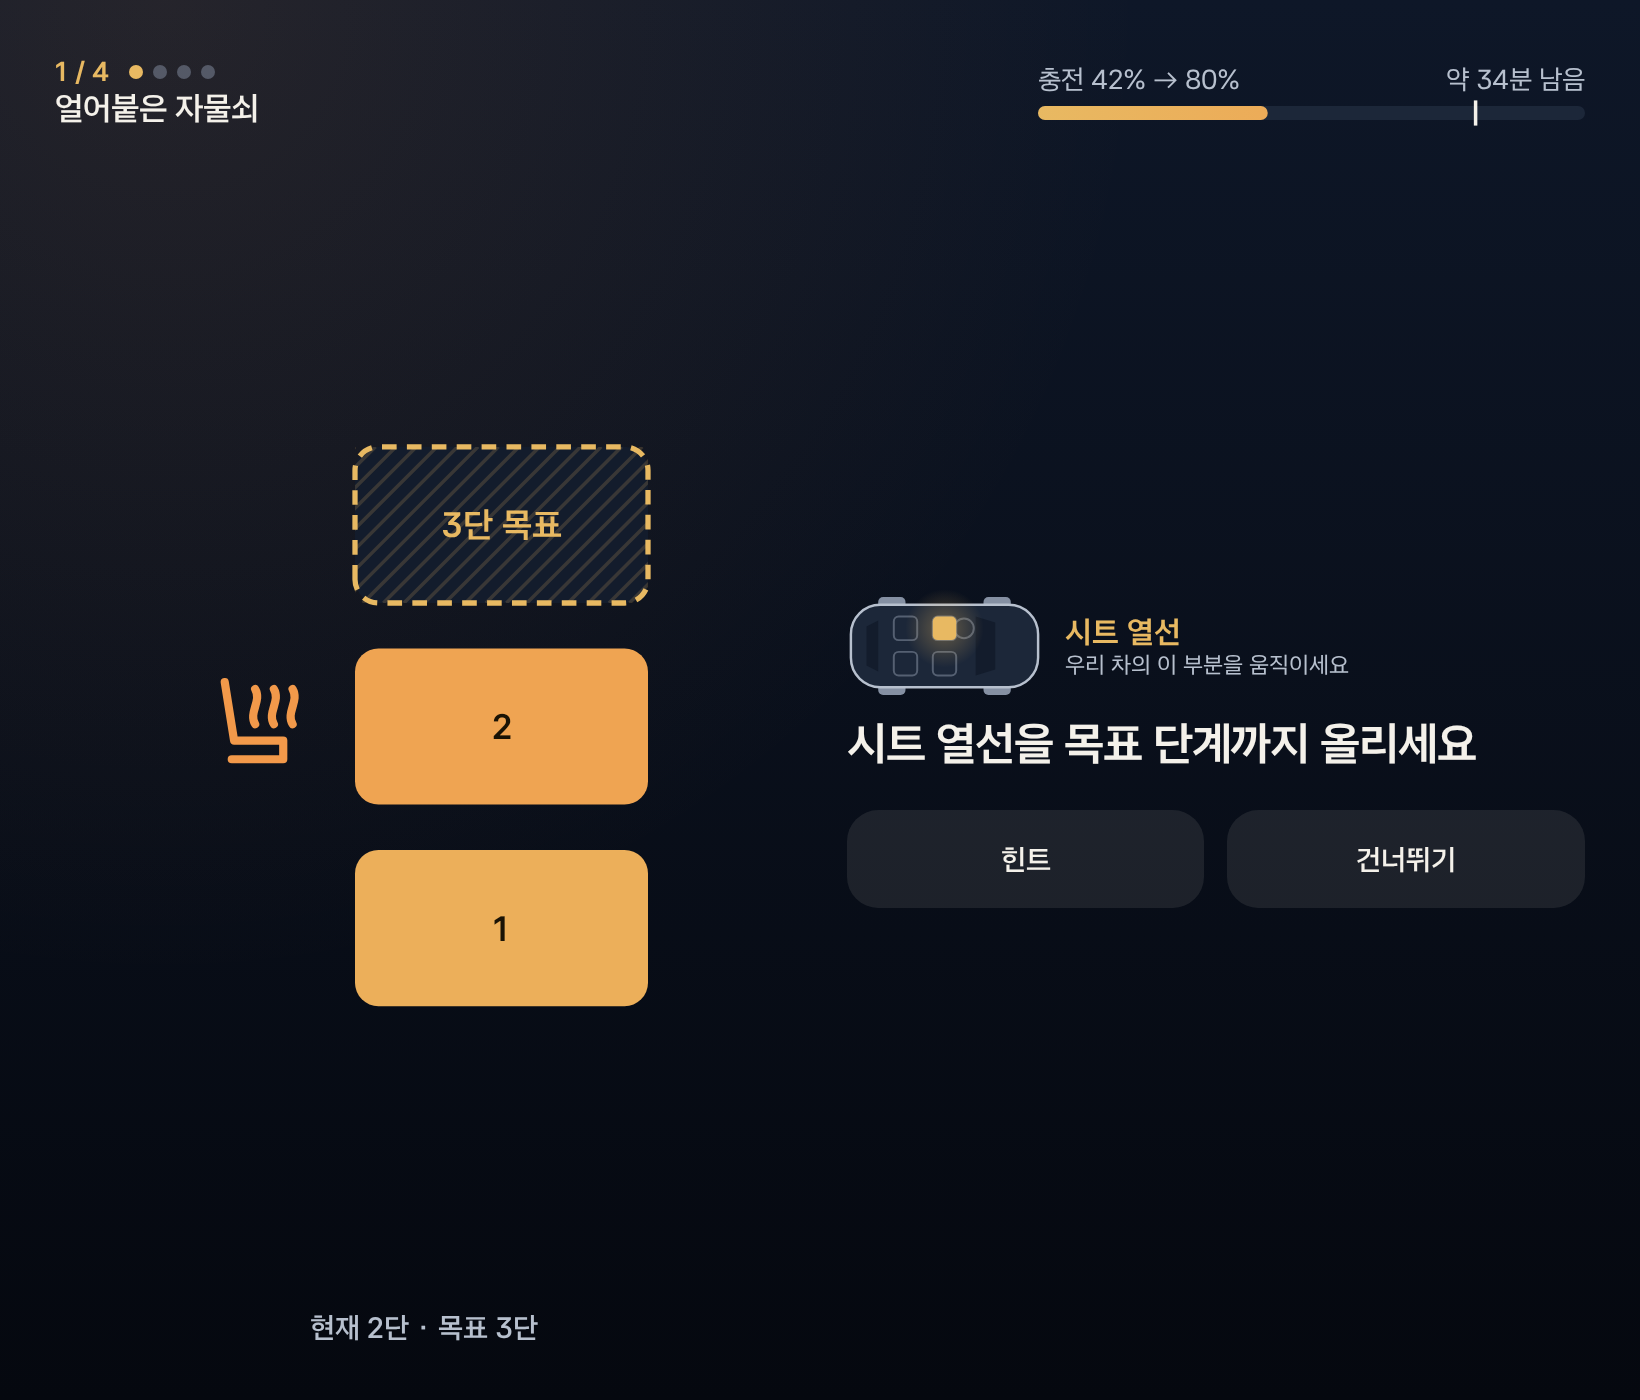 1 / 4
얼어붙은 자물쇠
충전 42% → 80%
약 34분 남음
3단 목표
2
1
시트 열선
우리 차의 이 부분을 움직이세요
시트 열선을 목표 단계까지 올리세요
힌트
건너뛰기
현재 2단 · 목표 3단